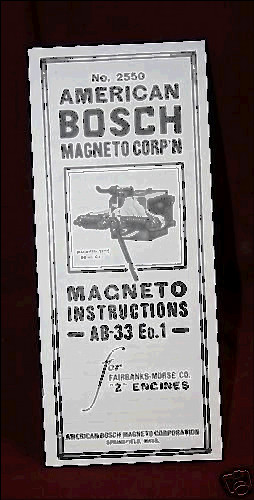 No. 2550
AMERICAN
BOSCH
MAGNETO CORP'N
MAGNETO
INSTRUCTIONS
— AB-33 ED.1 —
for
FAIRBANKS-MORSE CO.
"Z" ENGINES
AMERICAN BOSCH MAGNETO CORPORATION
SPRINGFIELD, MASS.